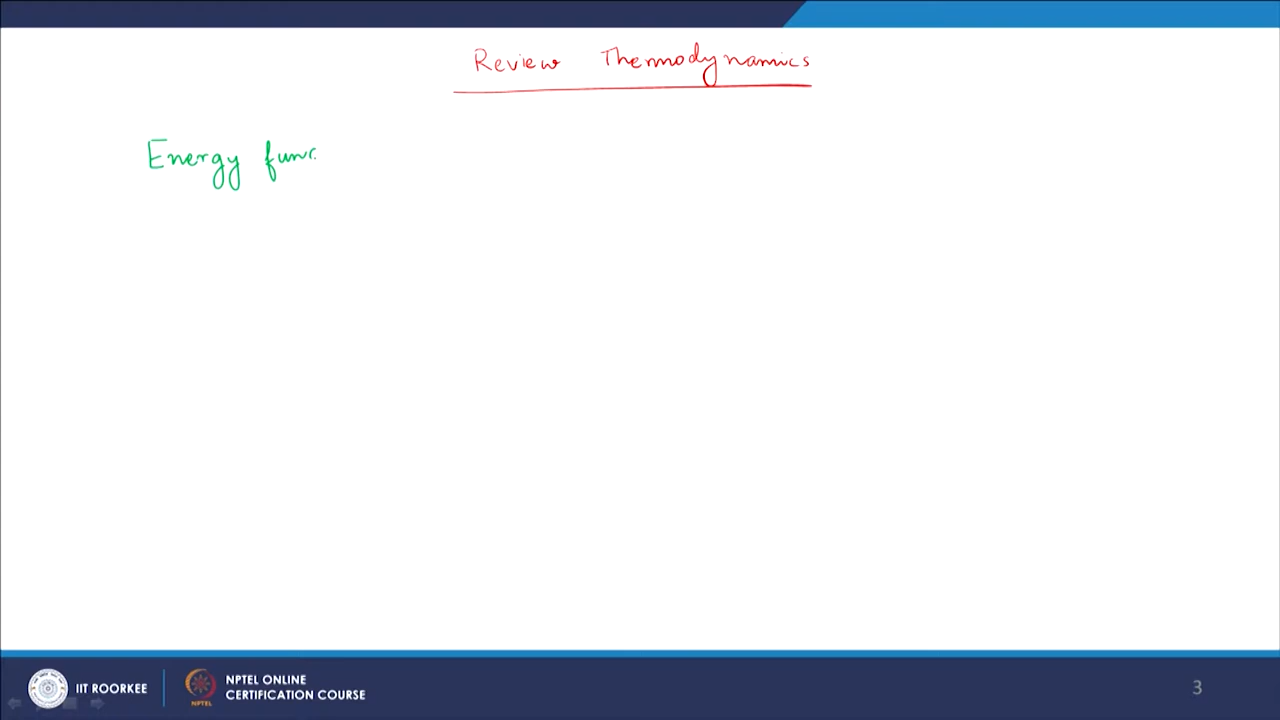 Review Thermodynamics
Energy func
IIT ROORKEE
NPTEL ONLINE
CERTIFICATION COURSE
3